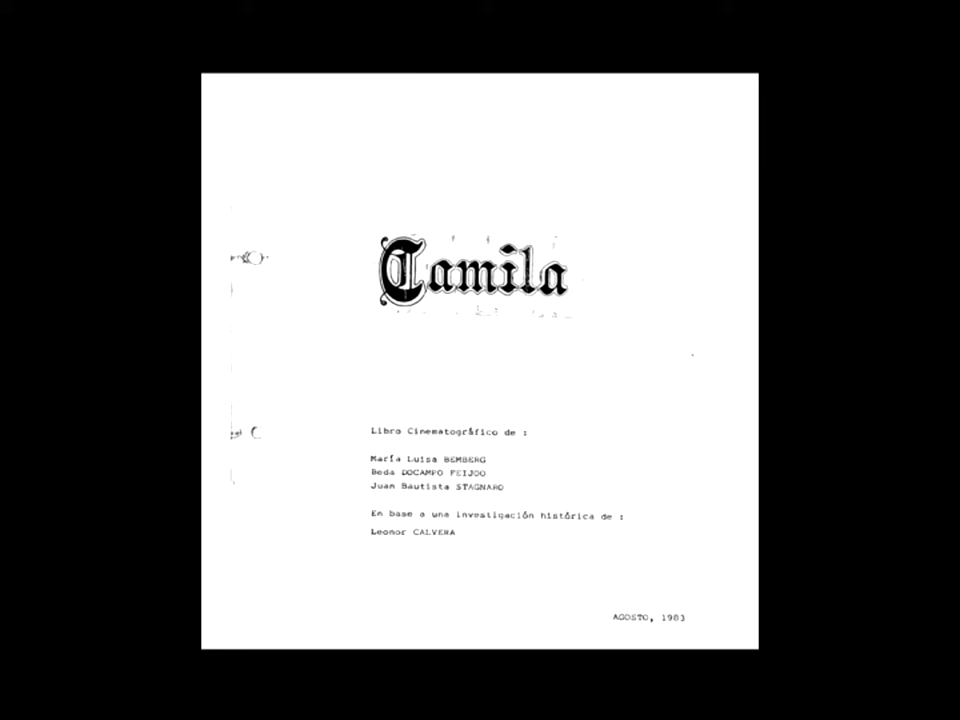 Camila
Libro Cinematográfico de :
María Luisa BEMBERG
Beda DOCAMPO FEIJOO
Juan Bautista STAGNARO
En base a una investigación histórica de :
Leonor CALVERA
AGOSTO, 1983